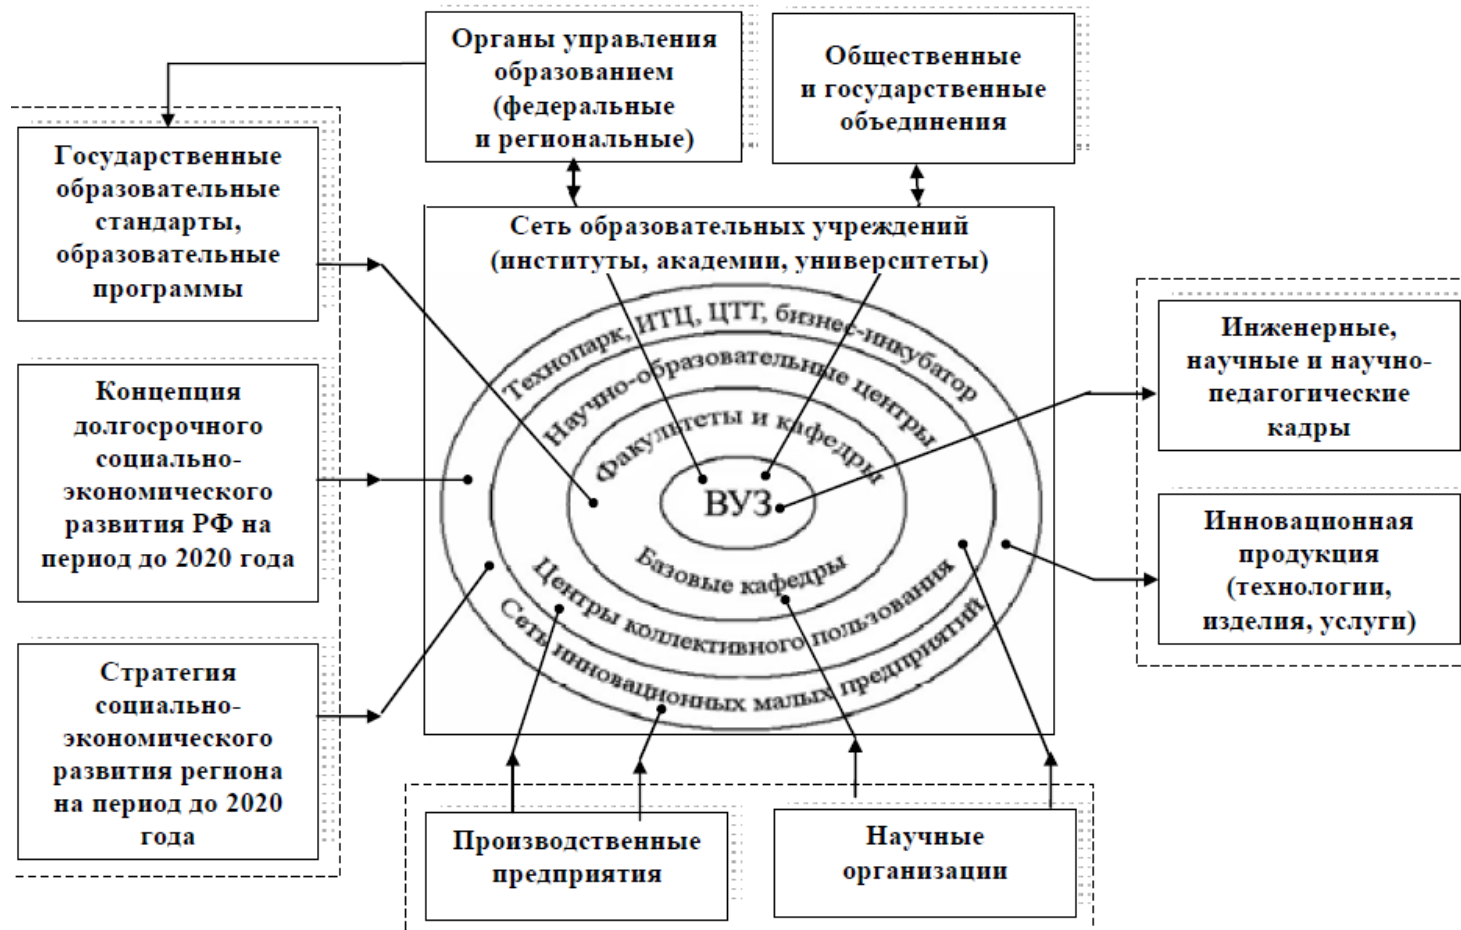 Органы управления
образованием
(федеральные
и региональные)
Общественные
и государственные
объединения
Государственные
образовательные
стандарты,
образовательные
программы
Сеть образовательных учреждений
(институты, академии, университеты)
Технопарк, ИТЦ, ЦТТ, бизнес-инкубатор
Научно-образовательные центры
Факультеты и кафедры
ВУЗ
Базовые кафедры
Центры коллективного пользования
Сеть инновационных малых предприятий
Концепция
долгосрочного
социально-
экономического
развития РФ на
период до 2020 года
Стратегия
социально-
экономического
развития региона
на период до 2020
года
Инженерные,
научные и научно-
педагогические
кадры
Инновационная
продукция
(технологии,
изделия, услуги)
Производственные
предприятия
Научные
организации